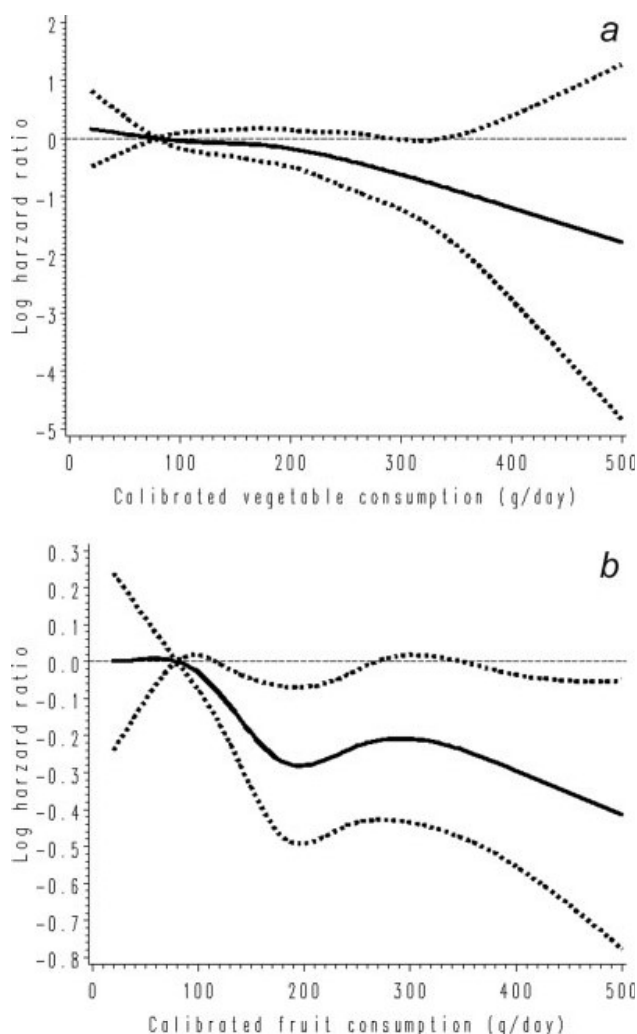 a
2
1
0
-1
-2
-3
-4
-5
Log harzard ratio
0 100 200 300 400 500
Calibrated vegetable consumption (g/day)
b
0.3
0.2
0.1
0.0
-0.1
-0.2
-0.3
-0.4
-0.5
-0.6
-0.7
-0.8
Log harzard ratio
0 100 200 300 400 500
Calibrated fruit consumption (g/day)